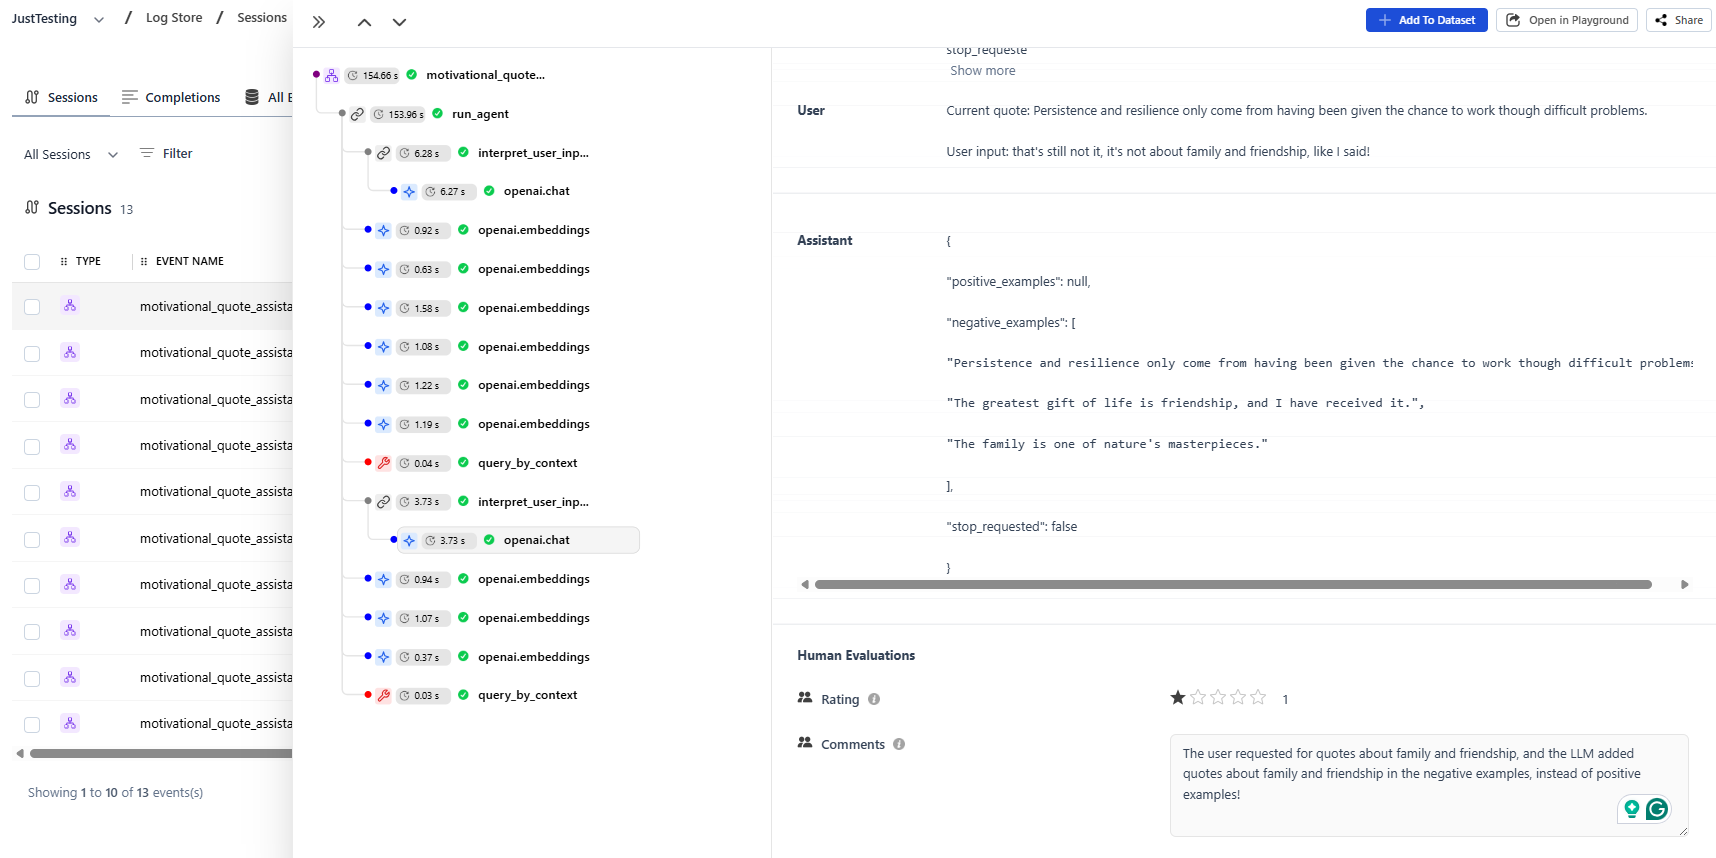 JustTesting / Log Store / Sessions
Add To Dataset
Open in Playground
Share
Sessions
Completions
All E
All Sessions
Filter
Sessions 13
TYPE
EVENT NAME
motivational_quote_assista
motivational_quote_assista
motivational_quote_assista
motivational_quote_assista
motivational_quote_assista
motivational_quote_assista
motivational_quote_assista
motivational_quote_assista
motivational_quote_assista
motivational_quote_assista
Showing 1 to 10 of 13 events(s)
154.66 s motivational_quote...
153.96 s run_agent
6.28 s interpret_user_inp...
6.27 s openai.chat
0.92 s openai.embeddings
0.63 s openai.embeddings
1.58 s openai.embeddings
1.08 s openai.embeddings
1.22 s openai.embeddings
1.19 s openai.embeddings
0.04 s query_by_context
3.73 s interpret_user_inp...
3.73 s openai.chat
0.94 s openai.embeddings
1.07 s openai.embeddings
0.37 s openai.embeddings
0.03 s query_by_context
stop_requeste
Show more
User
Current quote: Persistence and resilience only come from having been given the chance to work though difficult problems.
User input: that's still not it, it's not about family and friendship, like I said!
Assistant
{
"positive_examples": null,
"negative_examples": [
"Persistence and resilience only come from having been given the chance to work though difficult problems
"The greatest gift of life is friendship, and I have received it.",
"The family is one of nature's masterpieces."
],
"stop_requested": false
}
Human Evaluations
Rating
1
Comments
The user requested for quotes about family and friendship, and the LLM added
quotes about family and friendship in the negative examples, instead of positive
examples!